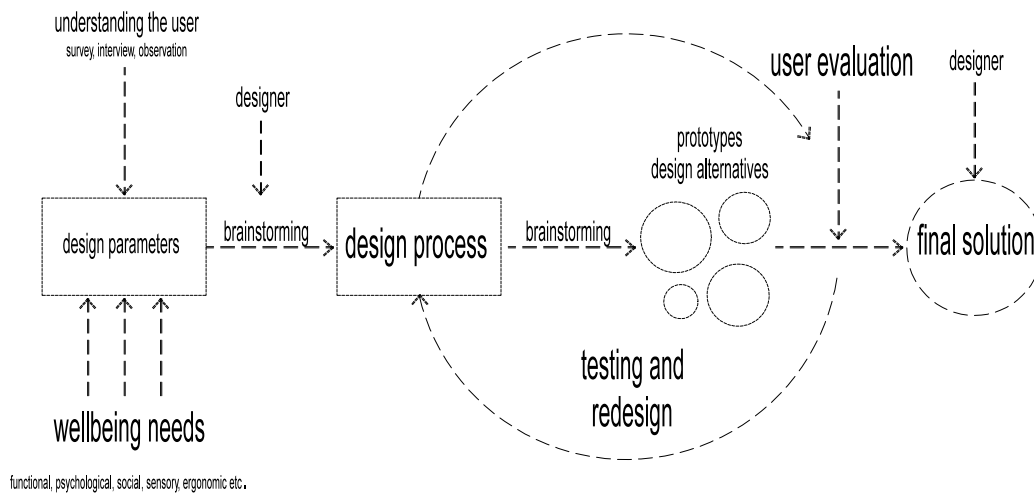 understanding the user
survey, interview, observation
designer
design parameters
brainstorming
design process
brainstorming
prototypes
design alternatives
user evaluation
designer
final solution
testing and
redesign
wellbeing needs
functional, psychological, social, sensory, ergonomic etc.